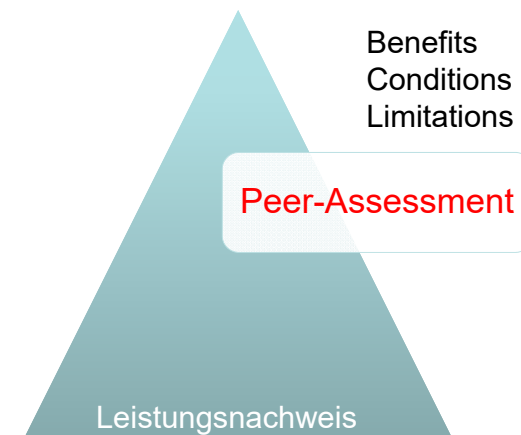 Benefits
Conditions
Limitations
Peer-Assessment
Leistungsnachweis